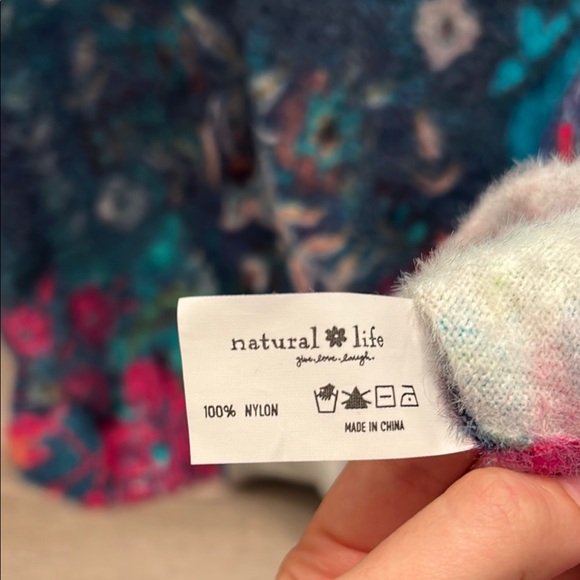 natural life
give.love.laugh.
100% NYLON
MADE IN CHINA